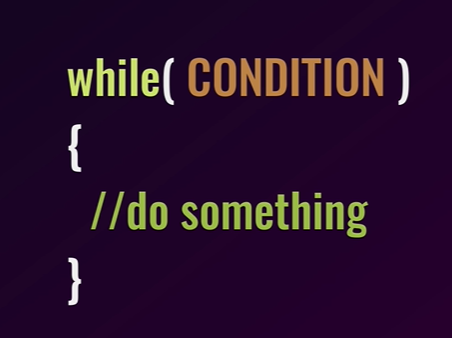 while( CONDITION )
{
//do something
}